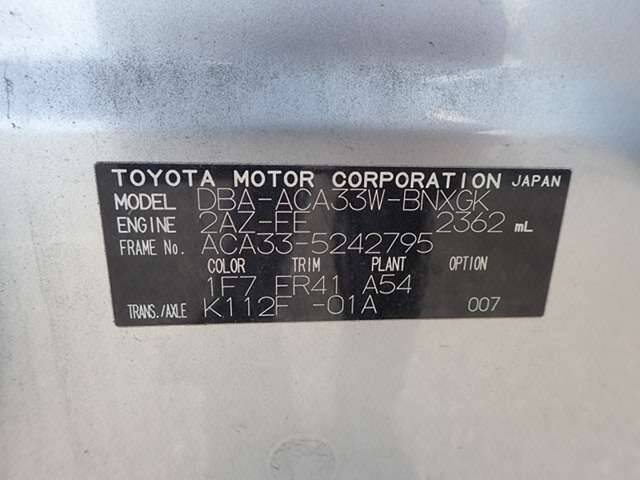 TOYOTA MOTOR CORPORATION JAPAN
MODEL DBA-ACA33W-BNXGK
ENGINE 2AZ-FE 2362 mL
FRAME No. ACA33-5242795
COLOR TRIM PLANT OPTION
1F7 FR41 A54
TRANS./AXLE K112F -01A 007